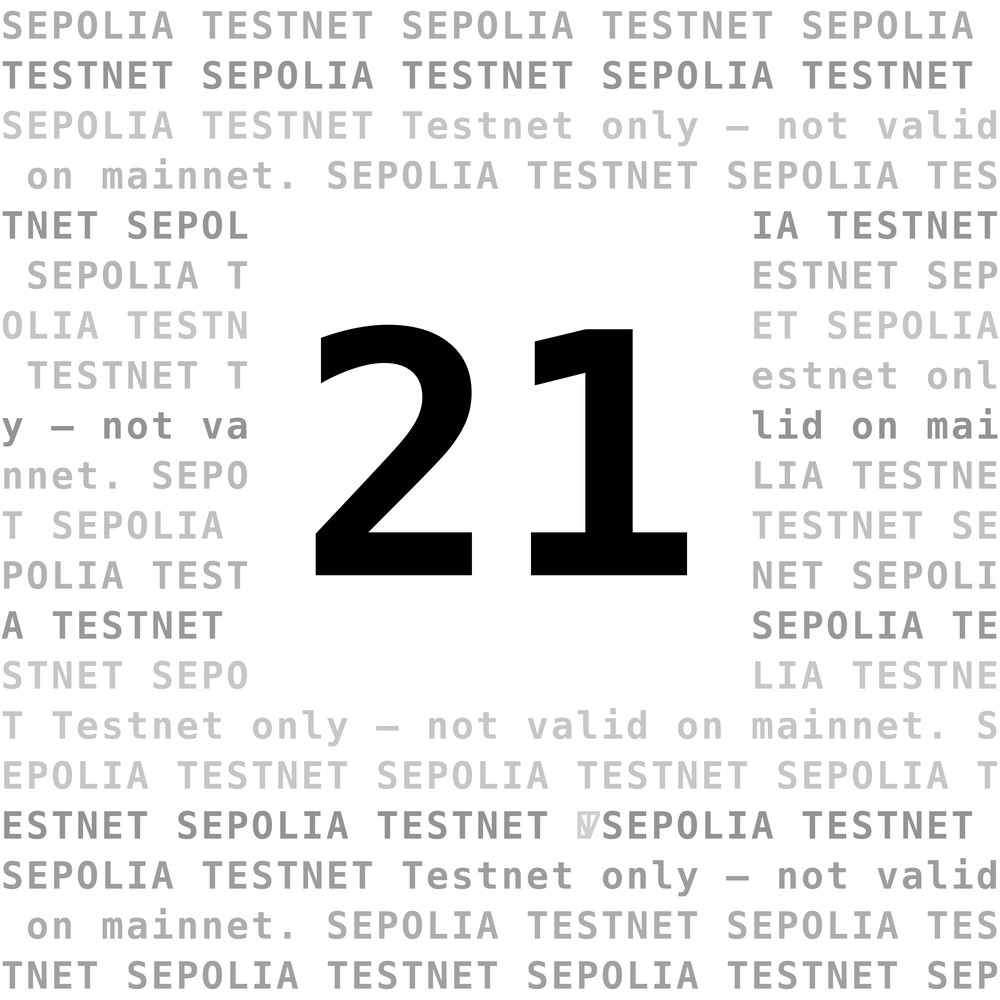 SEPOLIA TESTNET SEPOLIA TESTNET SEPOLIA
TESTNET SEPOLIA TESTNET SEPOLIA TESTNET
SEPOLIA TESTNET Testnet only — not valid
on mainnet. SEPOLIA TESTNET SEPOLIA TES
TNET SEPOL IA TESTNET
SEPOLIA T ESTNET SEP
OLIA TESTN ET SEPOLIA
TESTNET T estnet onl
21
y — not va lid on mai
nnet. SEPO LIA TESTNE
T SEPOLIA TESTNET SE
POLIA TEST NET SEPOLI
A TESTNET SEPOLIA TE
STNET SEPO LIA TESTNE
T Testnet only — not valid on mainnet. S
EPOLIA TESTNET SEPOLIA TESTNET SEPOLIA T
ESTNET SEPOLIA TESTNET SEPOLIA TESTNET
SEPOLIA TESTNET Testnet only — not valid
on mainnet. SEPOLIA TESTNET SEPOLIA TES
TNET SEPOLIA TESTNET SEPOLIA TESTNET SEP